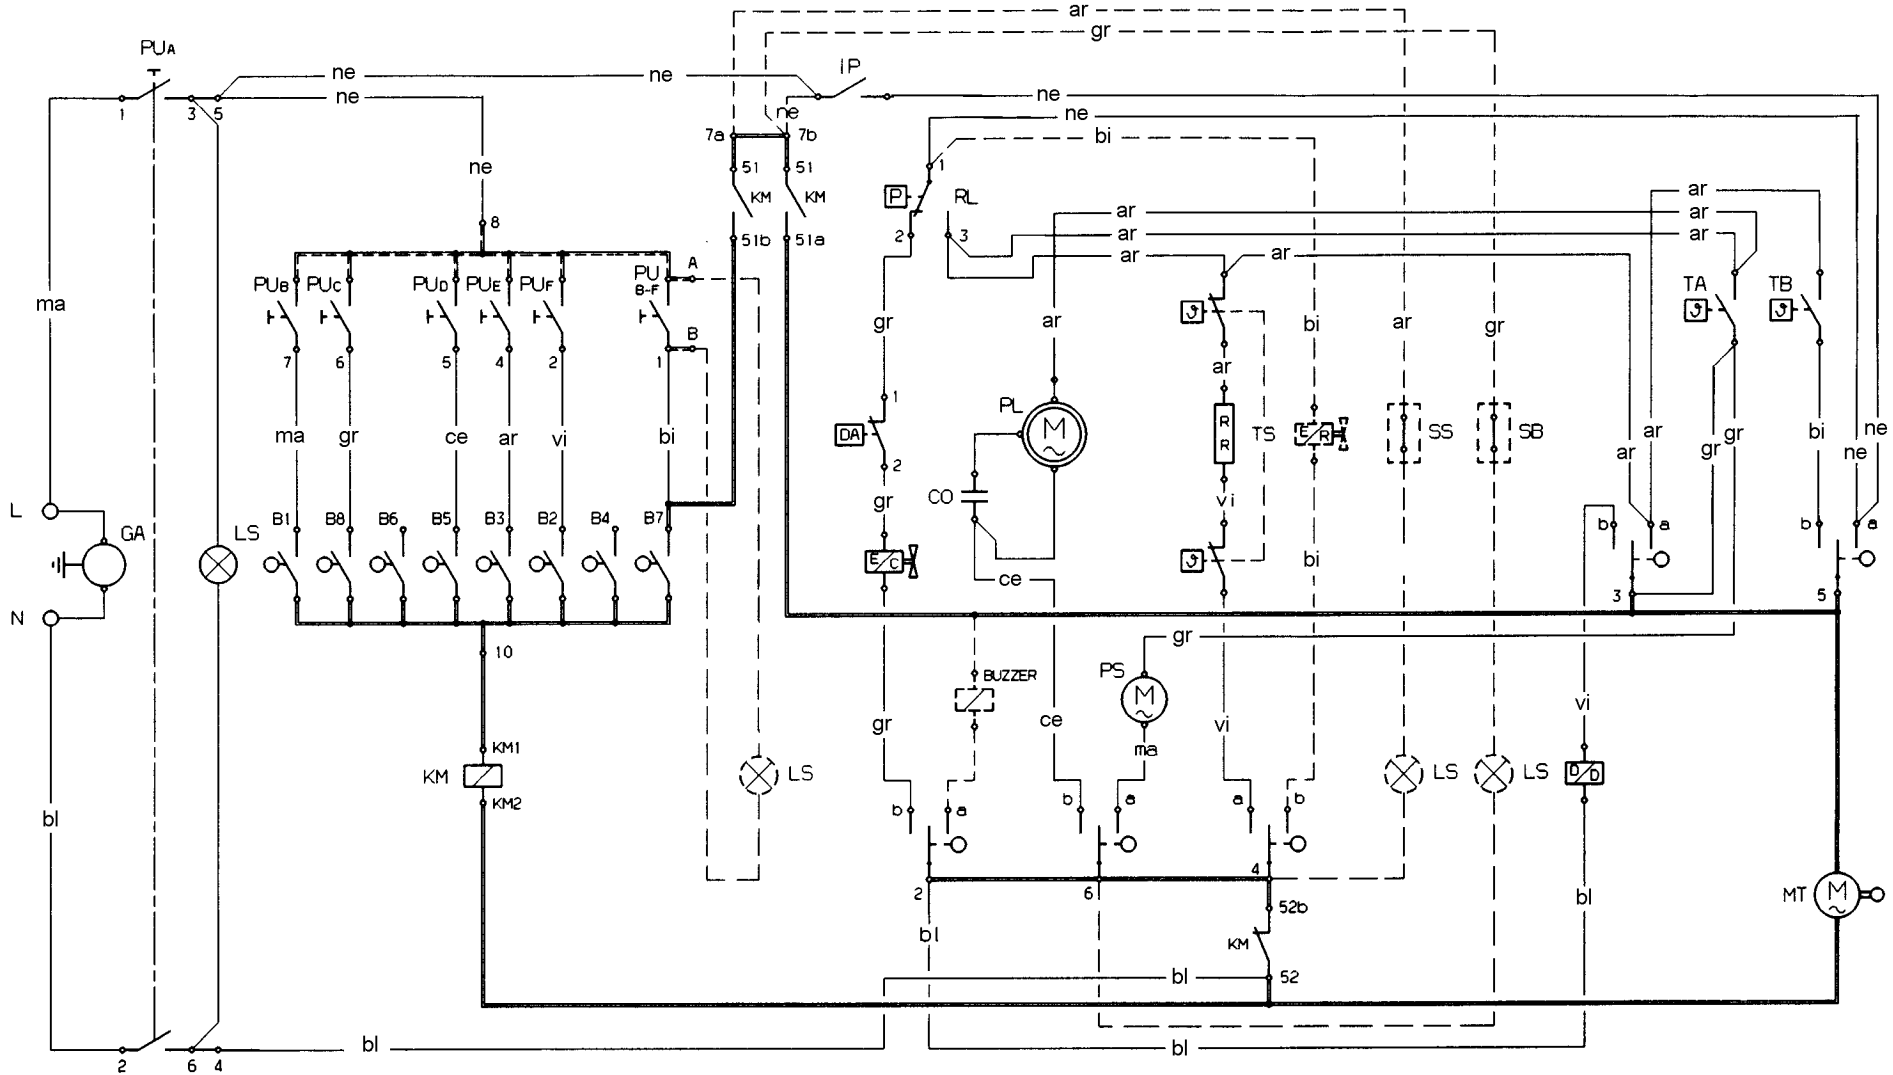 ar
gr
PUA
ne
ne
IP
ne
ne
ne
1
3
5
ne
ne
7a
7b
bi
1
51
51
ne
P
RL
KM
KM
ar
ar
ar
8
ar
ar
2
3
51b
51a
ar
ar
ar
A
PUB
PUC
PUD
PUE
PUF
PU
B-F
TA
TB
ma
gr
ar
bi
ar
gr
B
7
6
5
4
2
1
ar
1
PL
M
R
R
TS
E
R
SS
SB
ma
gr
ce
ar
vi
bi
DA
ar
ar
gr
gr
bi
ne
ne
2
CO
gr
vi
L
B1
B8
B6
B5
B3
B2
B4
B7
b
a
b
a
GA
LS
E
C
bi
ce
N
3
5
10
gr
BUZZER
PS
M
gr
ce
vi
vi
ma
KM1
KM
LS
LS
LS
D
D
KM2
bl
b
a
b
a
a
b
4
2
6
MT
M
bl
52b
bl
KM
bl
52
bl
bl
2
6
4